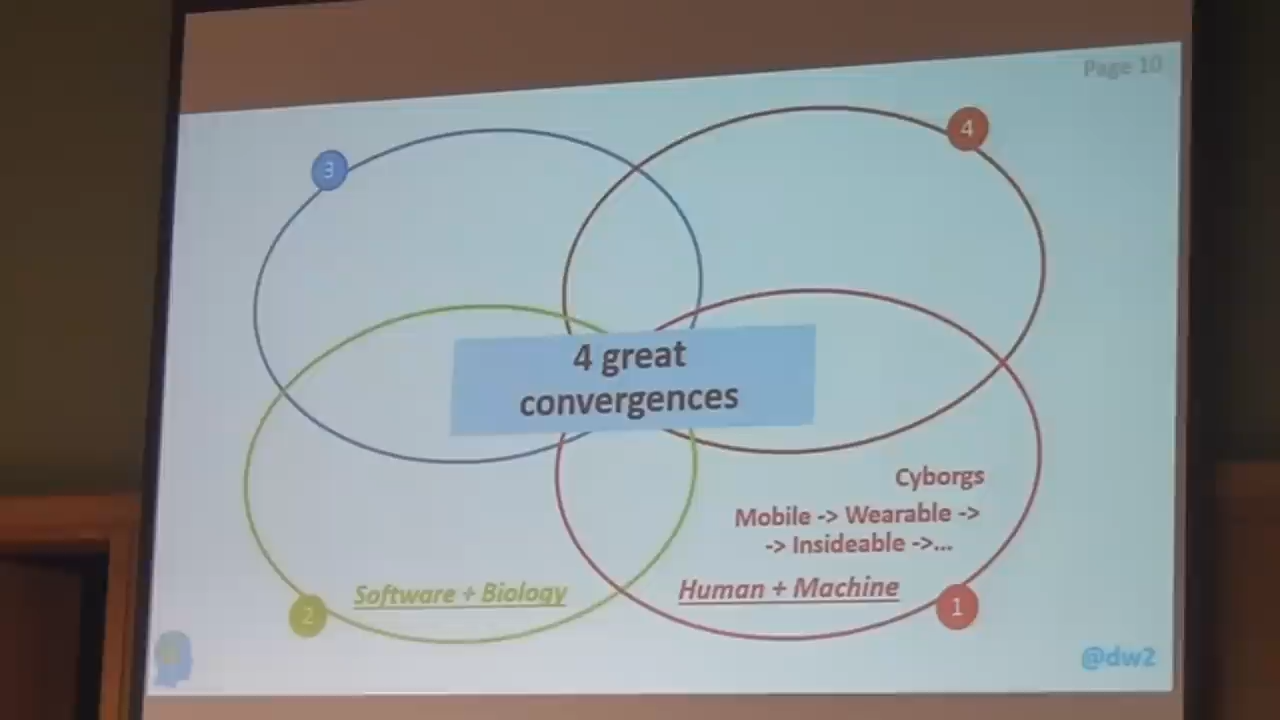 Page 10
3
4
4 great
convergences
Cyborgs
Mobile -> Wearable ->
-> Insideable ->...
Software + Biology
Human + Machine
2
1
@dw2